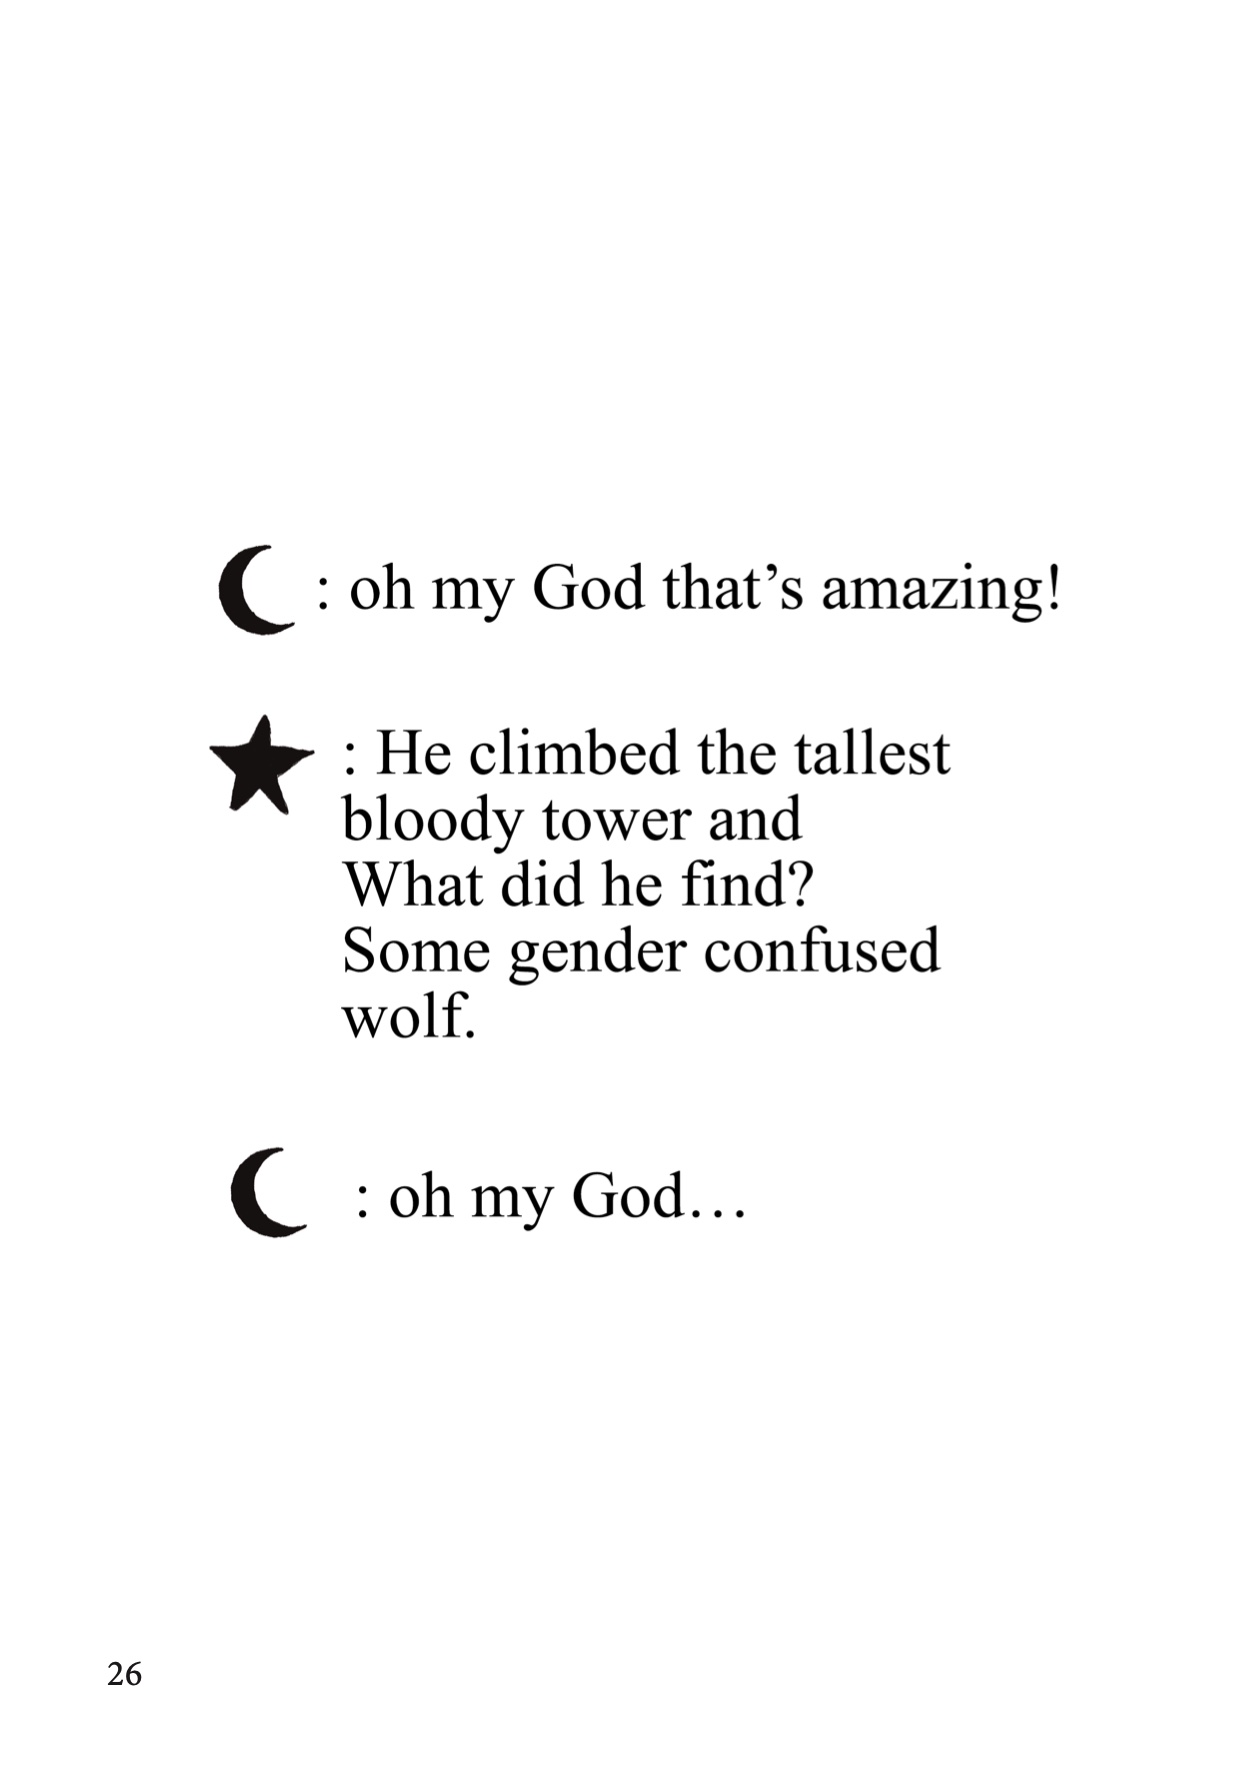 : oh my God that’s amazing!
: He climbed the tallest
bloody tower and
What did he find?
Some gender confused
wolf.
: oh my God…
26